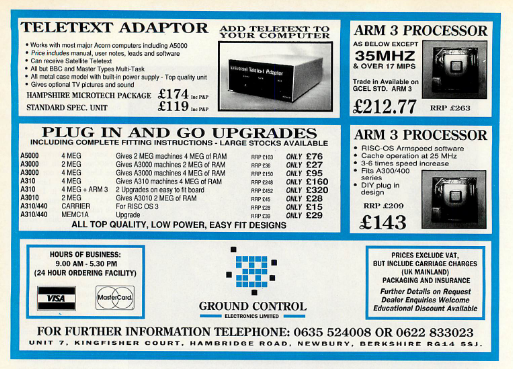 TELETEXT ADAPTOR
• Works with most major Acorn computers including A5000
• Price includes manual, user notes, leads and software
• Can receive Satellite Teletext
• All but BBC and Master Types Multi-Task
• All metal case model with built-in power supply - Top quality unit
• Gives optional TV pictures and sound
HAMPSHIRE MICROTECH PACKAGE £174 Inc P&P
STANDARD SPEC. UNIT £119 Inc P&P
ADD TELETEXT TO
YOUR COMPUTER
ARM 3 PROCESSOR
AS BELOW EXCEPT
35MHZ
& OVER 17 MIPS
Trade in Available on
GCEL STD. ARM 3
£212.77 RRP £263
PLUG IN AND GO UPGRADES
INCLUDING COMPLETE FITTING INSTRUCTIONS - LARGE STOCKS AVAILABLE
A5000 4 MEG Gives 2 MEG machines 4 MEG of RAM RRP £103 ONLY £76
A3000 2 MEG Gives A3000 machines 2 MEG of RAM RRP ONLY £27
A3000 4 MEG Gives A3000 machines 4 MEG of RAM RRP £150 ONLY £95
A310 4 MEG Gives A310 machines 4 MEG of RAM RRP ONLY £160
A310 4 MEG + ARM 3 2 Upgrades on easy to fit board RRP ONLY £320
A3010 2 MEG Gives A3010 2 MEG of RAM RRP ONLY £28
A310/440 CARRIER For RISC OS 3 RRP ONLY £15
A310/440 MEMC1A Upgrade RRP ONLY £29
ALL TOP QUALITY, LOW POWER, EASY FIT DESIGNS
ARM 3 PROCESSOR
• RISC-OS Armspeed software
• Cache operation at 25 MHz
• 3-6 times speed increase
• Fits A300/400
series
• DIY plug in
design
RRP £209
£143
HOURS OF BUSINESS:
9.00 AM - 5.30 PM
(24 HOUR ORDERING FACILITY)
VISA
MasterCard
GROUND CONTROL
ELECTRONICS LIMITED
PRICES EXCLUDE VAT,
BUT INCLUDE CARRIAGE CHARGES
(UK MAINLAND)
PACKAGING AND INSURANCE
Further Details on Request
Dealer Enquiries Welcome
Educational Discount Available
FOR FURTHER INFORMATION TELEPHONE: 0635 524008 OR 0622 833023
UNIT 7, KINGFISHER COURT, HAMBRIDGE ROAD, NEWBURY, BERKSHIRE RG14 5SJ.